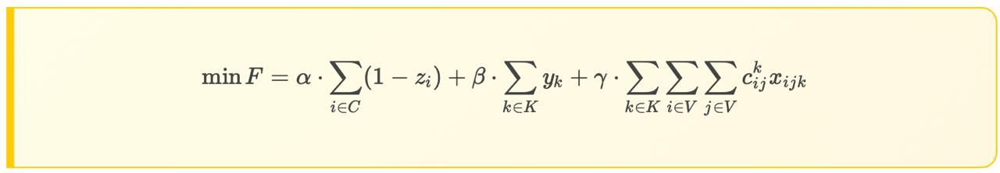 min F = α · ∑_{i∈C} (1 − z_i) + β · ∑_{k∈K} y_k + γ · ∑_{k∈K} ∑_{i∈V} ∑_{j∈V} c_{ij}^{k} x_{ijk}